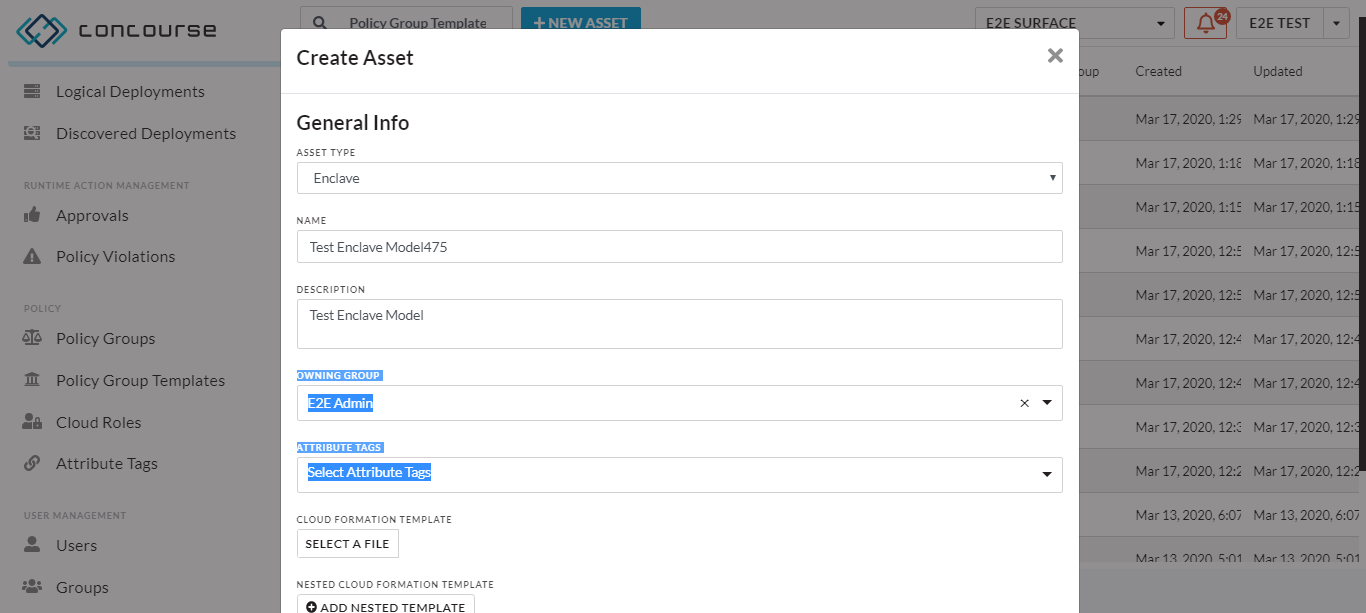 concourse
Policy Group Template
+ NEW ASSET
E2E SURFACE
24
E2E TEST
Logical Deployments
Discovered Deployments
RUNTIME ACTION MANAGEMENT
Approvals
Policy Violations
POLICY
Policy Groups
Policy Group Templates
Cloud Roles
Attribute Tags
USER MANAGEMENT
Users
Groups
Create Asset
General Info
ASSET TYPE
Enclave
NAME
Test Enclave Model475
DESCRIPTION
Test Enclave Model
OWNING GROUP
E2E Admin
ATTRIBUTE TAGS
Select Attribute Tags
CLOUD FORMATION TEMPLATE
SELECT A FILE
NESTED CLOUD FORMATION TEMPLATE
ADD NESTED TEMPLATE
oup Created Updated
Mar 17, 2020, 1:29 Mar 17, 2020, 1:29
Mar 17, 2020, 1:18 Mar 17, 2020, 1:18
Mar 17, 2020, 1:15 Mar 17, 2020, 1:15
Mar 17, 2020, 12:5 Mar 17, 2020, 12:5
Mar 17, 2020, 12:5 Mar 17, 2020, 12:5
Mar 17, 2020, 12:4 Mar 17, 2020, 12:4
Mar 17, 2020, 12:4 Mar 17, 2020, 12:4
Mar 17, 2020, 12:3 Mar 17, 2020, 12:3
Mar 17, 2020, 12:2 Mar 17, 2020, 12:2
Mar 13, 2020, 6:07 Mar 13, 2020, 6:07
Mar 13, 2020, 5:01 Mar 13, 2020, 5:01